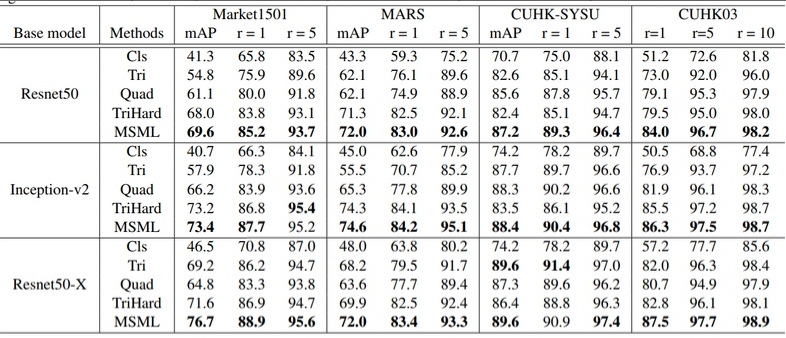 Market1501 MARS CUHK-SYSU CUHK03
Base model Methods mAP r = 1 r = 5 mAP r = 1 r = 5 mAP r = 1 r = 5 r=1 r=5 r = 10
Cls 41.3 65.8 83.5 43.3 59.3 75.2 70.7 75.0 88.1 51.2 72.6 81.8
Tri 54.8 75.9 89.6 62.1 76.1 89.6 82.6 85.1 94.1 73.0 92.0 96.0
Resnet50 Quad 61.1 80.0 91.8 62.1 74.9 88.9 85.6 87.8 95.7 79.1 95.3 97.9
TriHard 68.0 83.8 93.1 71.3 82.5 92.1 82.4 85.1 94.7 79.5 95.0 98.0
MSML 69.6 85.2 93.7 72.0 83.0 92.6 87.2 89.3 96.4 84.0 96.7 98.2
Cls 40.7 66.3 84.1 45.0 62.6 77.9 74.2 78.2 89.7 50.5 68.8 77.4
Tri 57.9 78.3 91.8 55.5 70.7 85.2 87.7 89.7 96.6 76.9 93.7 97.2
Inception-v2 Quad 66.2 83.9 93.6 65.3 77.8 89.9 88.3 90.2 96.6 81.9 96.1 98.3
TriHard 73.2 86.8 95.4 74.3 84.1 93.5 83.5 86.1 95.2 85.5 97.2 98.7
MSML 73.4 87.7 95.2 74.6 84.2 95.1 88.4 90.4 96.8 86.3 97.5 98.7
Cls 46.5 70.8 87.0 48.0 63.8 80.2 74.2 78.2 89.7 57.2 77.7 85.6
Tri 69.2 86.2 94.7 68.2 79.5 91.7 89.6 91.4 97.0 82.0 96.3 98.4
Resnet50-X Quad 64.8 83.3 93.8 63.6 77.7 89.4 87.3 89.6 96.2 80.7 94.9 97.9
TriHard 71.6 86.9 94.7 69.9 82.5 92.4 86.4 88.8 96.3 82.8 96.1 98.1
MSML 76.7 88.9 95.6 72.0 83.4 93.3 89.6 90.9 97.4 87.5 97.7 98.9